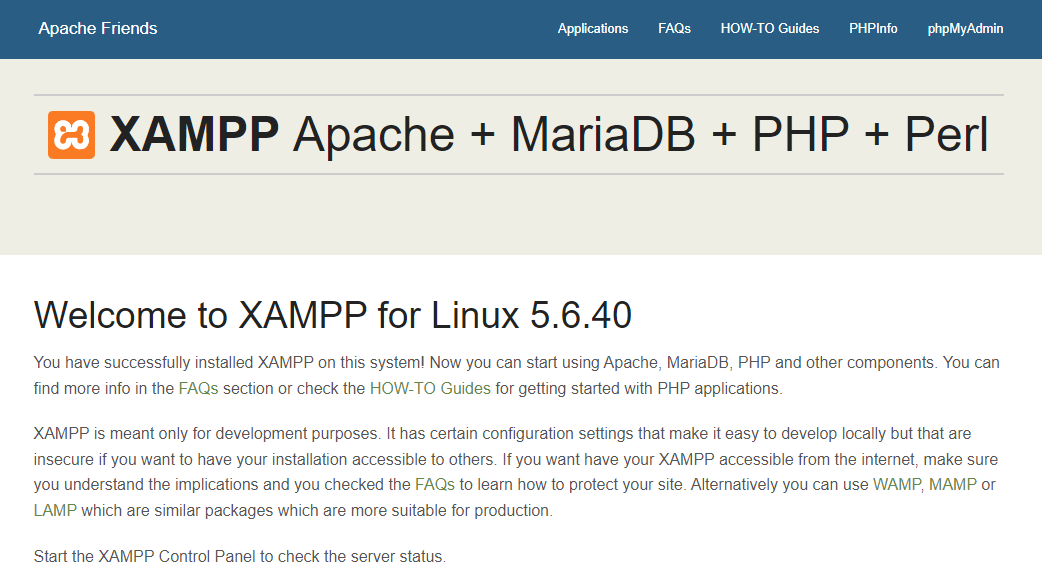 Apache Friends
Applications FAQs HOW-TO Guides PHPInfo phpMyAdmin
XAMPP Apache + MariaDB + PHP + Perl
Welcome to XAMPP for Linux 5.6.40
You have successfully installed XAMPP on this system! Now you can start using Apache, MariaDB, PHP and other components. You can
find more info in the FAQs section or check the HOW-TO Guides for getting started with PHP applications.
XAMPP is meant only for development purposes. It has certain configuration settings that make it easy to develop locally but that are
insecure if you want to have your installation accessible to others. If you want have your XAMPP accessible from the internet, make sure
you understand the implications and you checked the FAQs to learn how to protect your site. Alternatively you can use WAMP, MAMP or
LAMP which are similar packages which are more suitable for production.
Start the XAMPP Control Panel to check the server status.